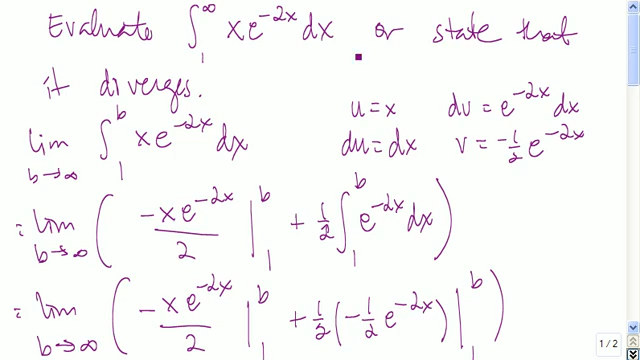 Evaluate ∫₁^∞ xe^{-2x} dx or state that
it diverges.
u = x dv = e^{-2x} dx
lim_{b→∞} ∫₁^b xe^{-2x} dx du = dx v = -½ e^{-2x}
= lim_{b→∞} ( -xe^{-2x}/2 |₁^b + ½ ∫₁^b e^{-2x} dx )
= lim_{b→∞} ( -xe^{-2x}/2 |₁^b + ½ (-½ e^{-2x}) |₁^b )
1 / 2